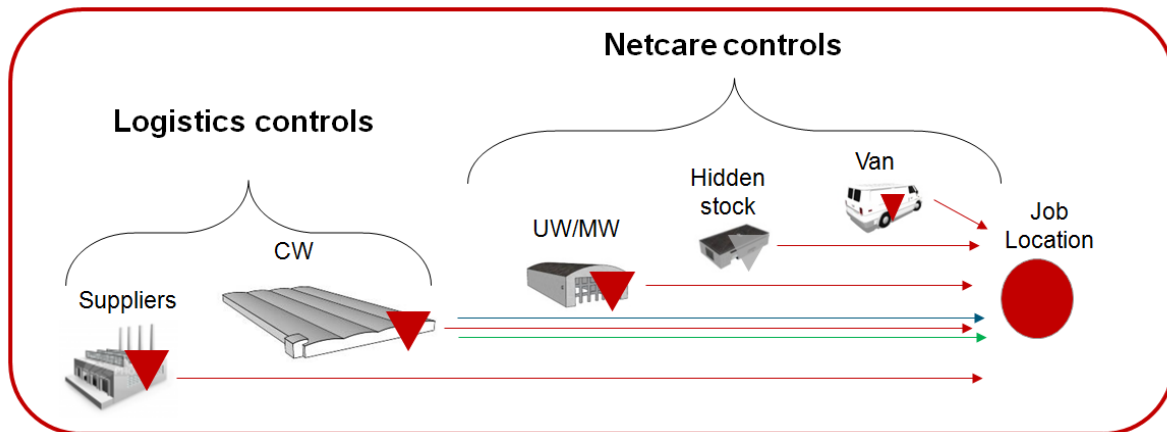 Netcare controls
Logistics controls
Van
Hidden
stock
Job
Location
UW/MW
CW
Suppliers